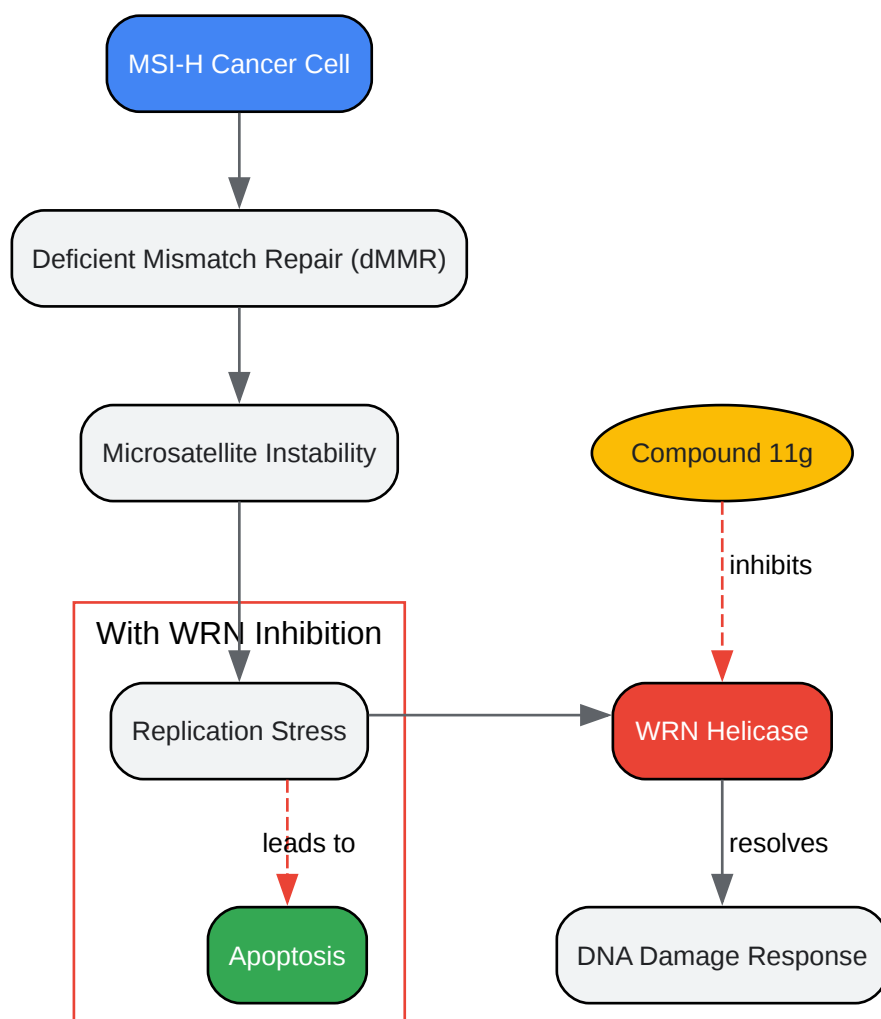 MSI-H Cancer Cell
Deficient Mismatch Repair (dMMR)
Microsatellite Instability
Compound 11g
inhibits
With WRN Inhibition
Replication Stress
WRN Helicase
leads to
resolves
Apoptosis
DNA Damage Response